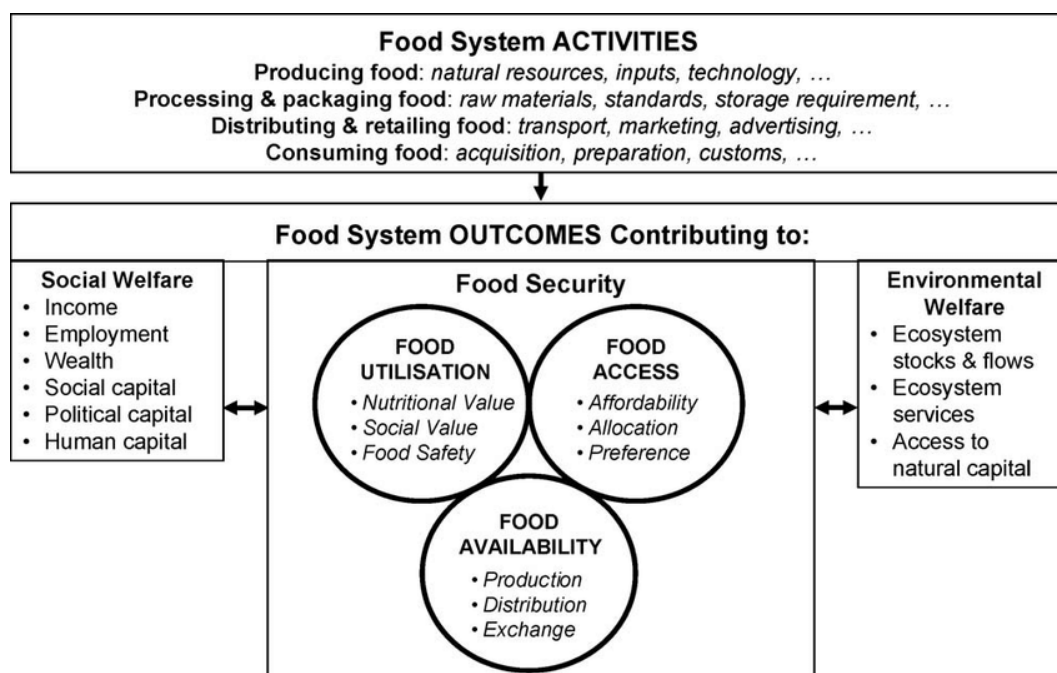 Food System ACTIVITIES
Producing food: natural resources, inputs, technology, …
Processing & packaging food: raw materials, standards, storage requirement, …
Distributing & retailing food: transport, marketing, advertising, …
Consuming food: acquisition, preparation, customs, …
Food System OUTCOMES Contributing to:
Social Welfare
• Income
• Employment
• Wealth
• Social capital
• Political capital
• Human capital
Food Security
FOOD
UTILISATION
• Nutritional Value
• Social Value
• Food Safety
FOOD
ACCESS
• Affordability
• Allocation
• Preference
FOOD
AVAILABILITY
• Production
• Distribution
• Exchange
Environmental
Welfare
• Ecosystem
stocks & flows
• Ecosystem
services
• Access to
natural capital